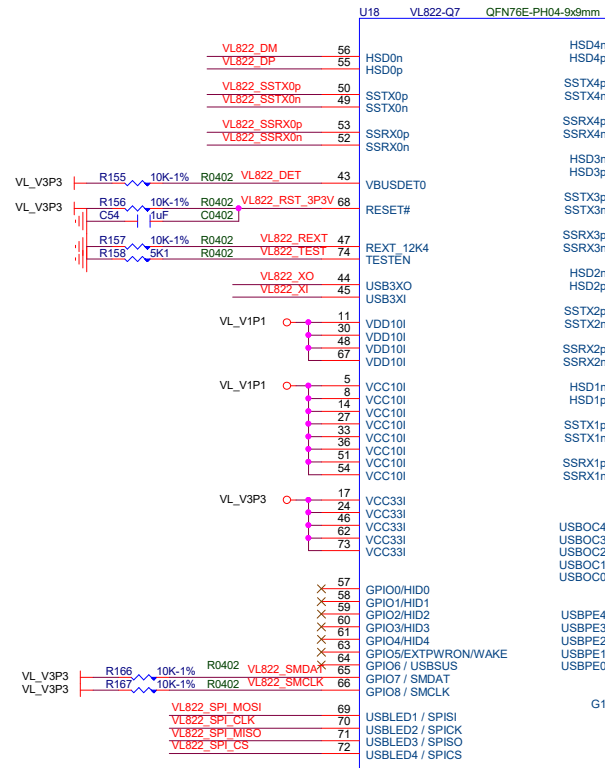 U18 VL822-Q7 QFN76E-PH04-9x9mm
VL822_DM 56 HSD0n HSD4n
VL822_DP 55 HSD0p HSD4p
VL822_SSTX0p 50 SSTX0p SSTX4p
VL822_SSTX0n 49 SSTX0n SSTX4n
VL822_SSRX0p 53 SSRX0p SSRX4p
VL822_SSRX0n 52 SSRX0n SSRX4n
HSD3n
HSD3p
VL_V3P3 R155 10K-1% R0402 VL822_DET 43 VBUSDET0
SSTX3p
VL_V3P3 R156 10K-1% R0402 VL822_RST_3P3V 68 RESET# SSTX3n
C54 1uF C0402
SSRX3p
R157 10K-1% R0402 VL822_REXT 47 REXT_12K4 SSRX3n
R158 5K1 R0402 VL822_TEST 74 TESTEN
HSD2n
VL822_XO 44 USB3XO HSD2p
VL822_XI 45 USB3XI
SSTX2p
VL_V1P1 11 VDD10I SSTX2n
30 VDD10I
48 VDD10I SSRX2p
67 VDD10I SSRX2n
VL_V1P1 5 VCC10I HSD1n
8 VCC10I HSD1p
14 VCC10I
27 VCC10I SSTX1p
33 VCC10I SSTX1n
36 VCC10I
51 VCC10I SSRX1p
54 VCC10I SSRX1n
VL_V3P3 17 VCC33I
24 VCC33I USBOC4
46 VCC33I USBOC3
62 VCC33I USBOC2
73 VCC33I USBOC1
USBOC0
57 GPIO0/HID0
58 GPIO1/HID1
59 GPIO2/HID2 USBPE4
60 GPIO3/HID3 USBPE3
61 GPIO4/HID4 USBPE2
63 GPIO5/EXTPWRON/WAKE USBPE1
64 GPIO6 / USBSUS USBPE0
VL_V3P3 R166 10K-1% R0402 VL822_SMDAT 65 GPIO7 / SMDAT
VL_V3P3 R167 10K-1% R0402 VL822_SMCLK 66 GPIO8 / SMCLK
G1
VL822_SPI_MOSI 69 USBLED1 / SPISI
VL822_SPI_CLK 70 USBLED2 / SPICK
VL822_SPI_MISO 71 USBLED3 / SPISO
VL822_SPI_CS 72 USBLED4 / SPICS